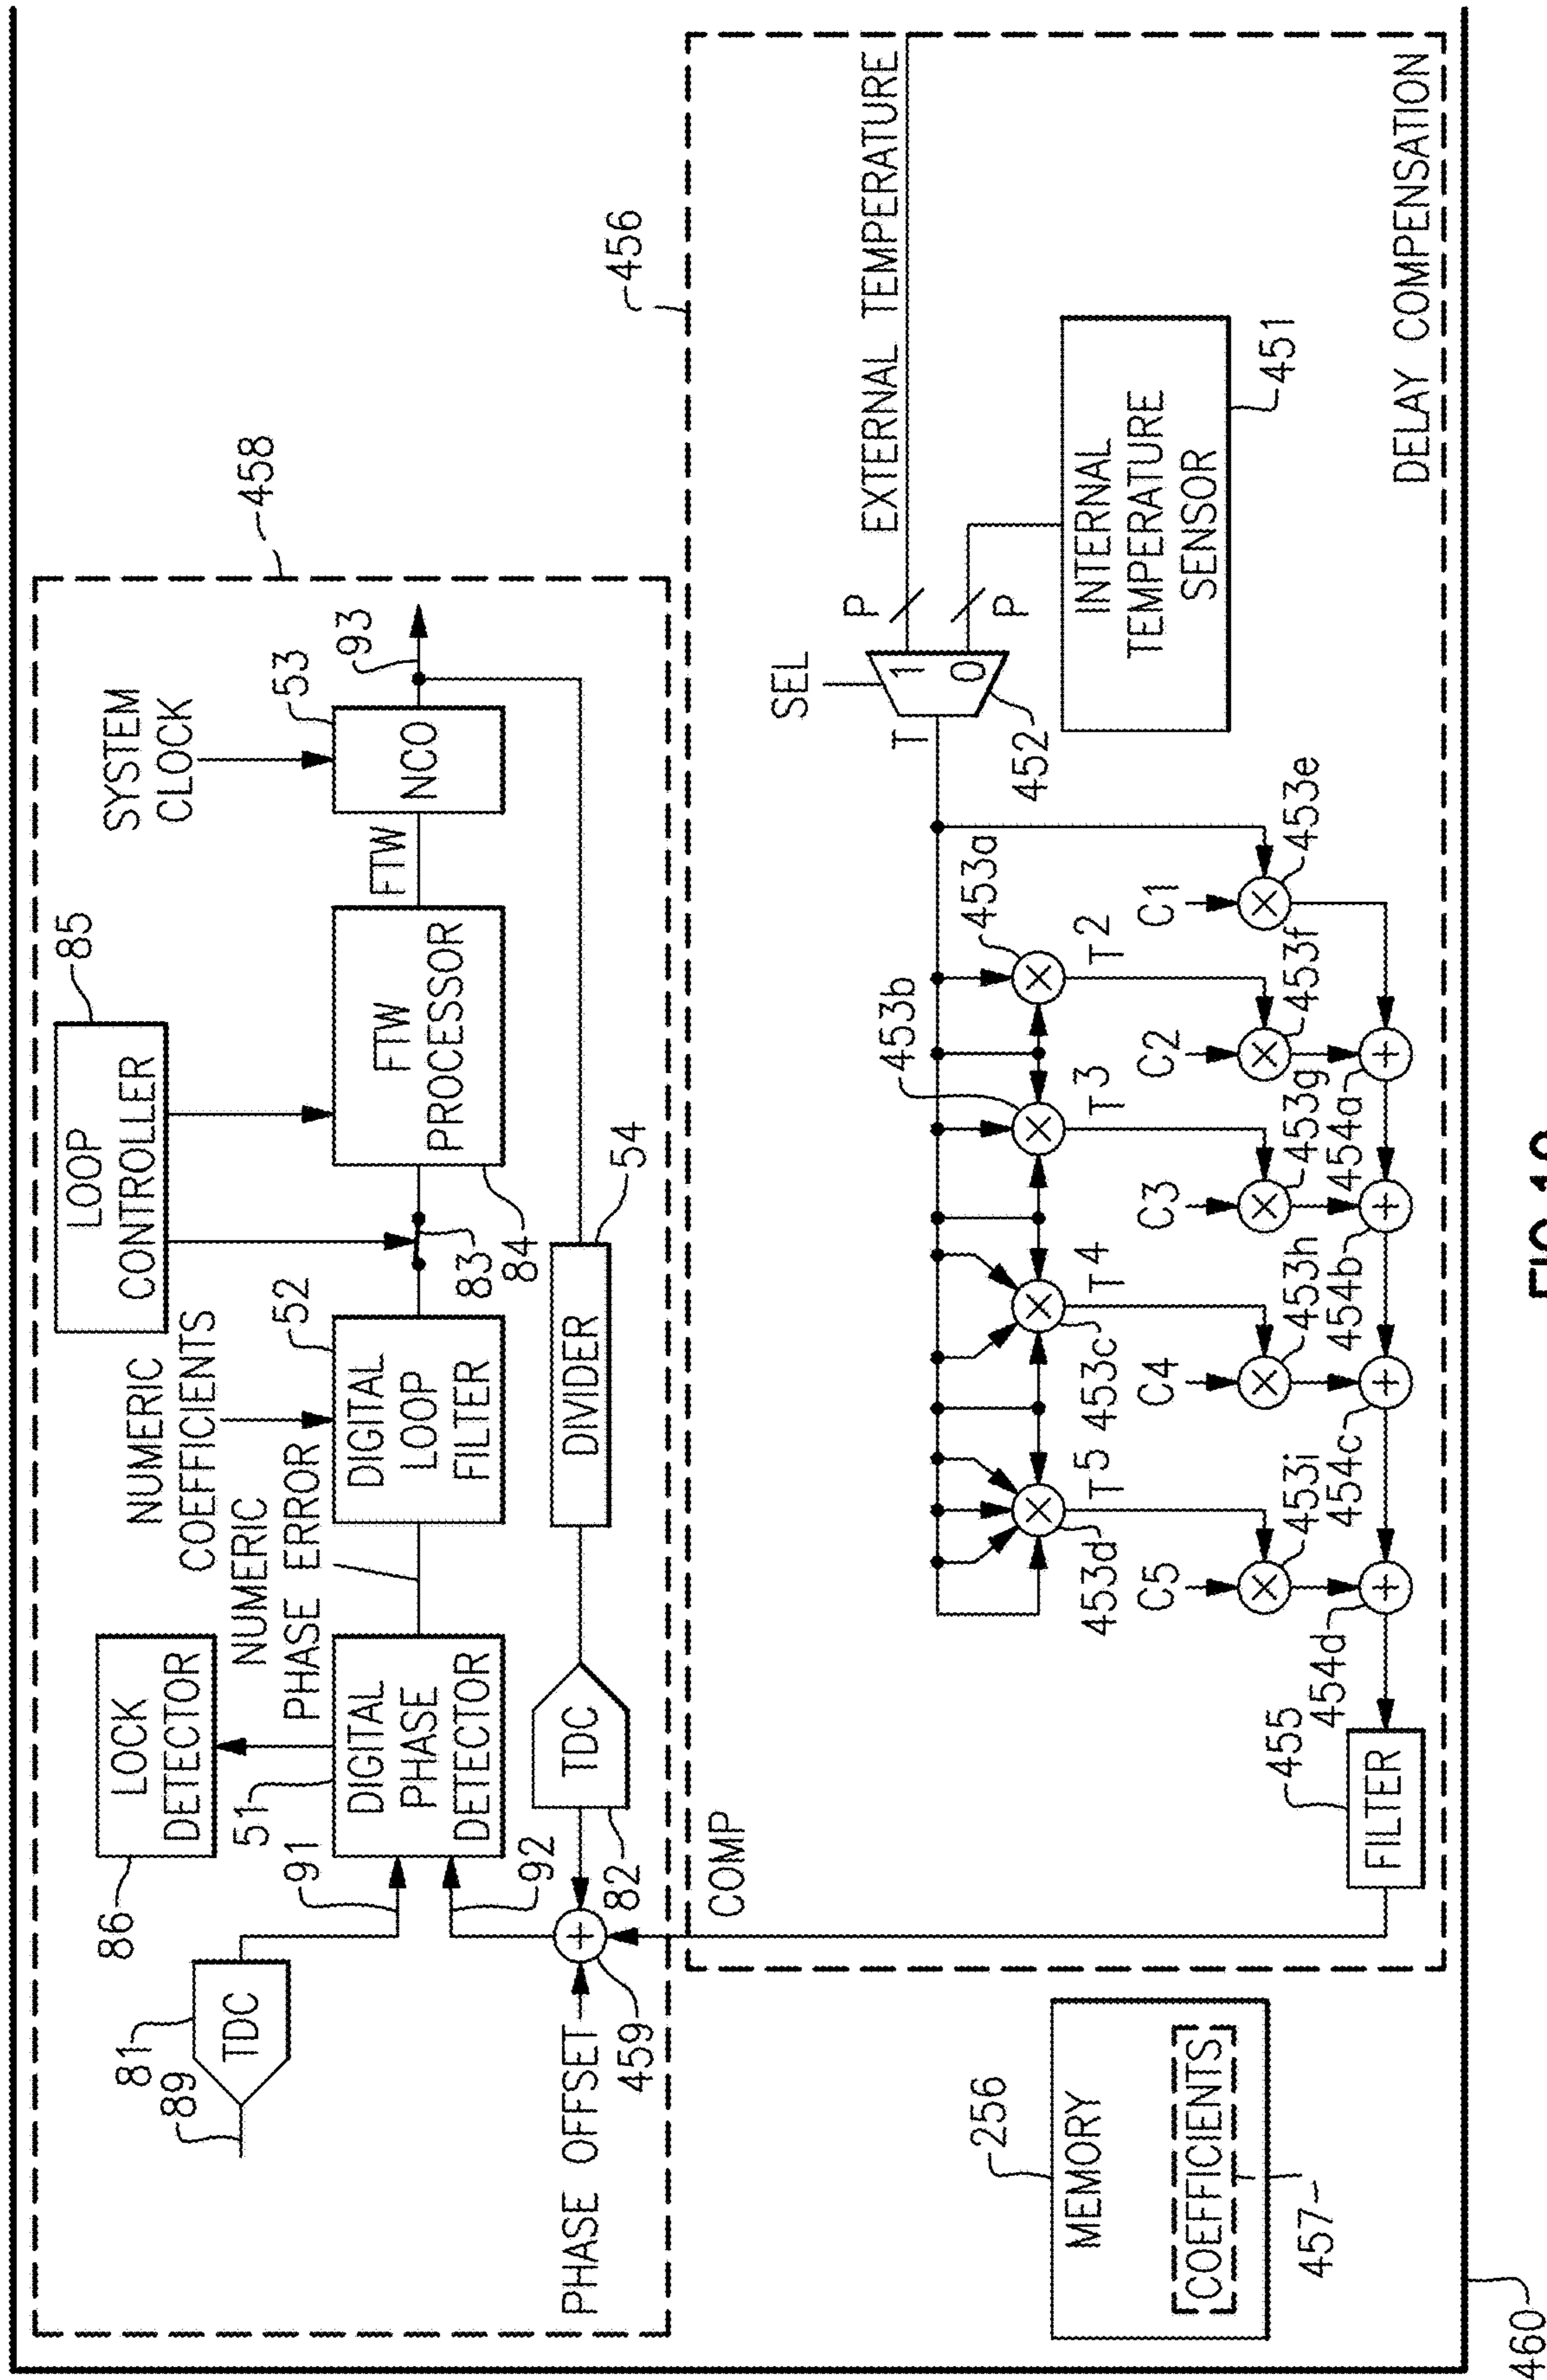 458
LOOP
CONTROLLER
85
SYSTEM
CLOCK
53
93
NUMERIC
COEFFICIENTS
52
LOCK
DETECTOR
86
NUMERIC
PHASE ERROR
81
89
TDC
91
51
DIGITAL
PHASE
DETECTOR
DIGITAL
LOOP
FILTER
83
84
FTW
PROCESSOR
FTW
NCO
92
PHASE OFFSET
459
82
TDC
DIVIDER
54
456
COMP
SEL
P
EXTERNAL TEMPERATURE
T
1
0
P
452
INTERNAL
TEMPERATURE
SENSOR
451
453b
453a
453d
T5
453c
T4
T3
T2
C5
C4
C3
C2
C1
453i
453h
453g
453f
453e
454d
454c
454b
454a
455
FILTER
DELAY COMPENSATION
256
MEMORY
COEFFICIENTS
457
460